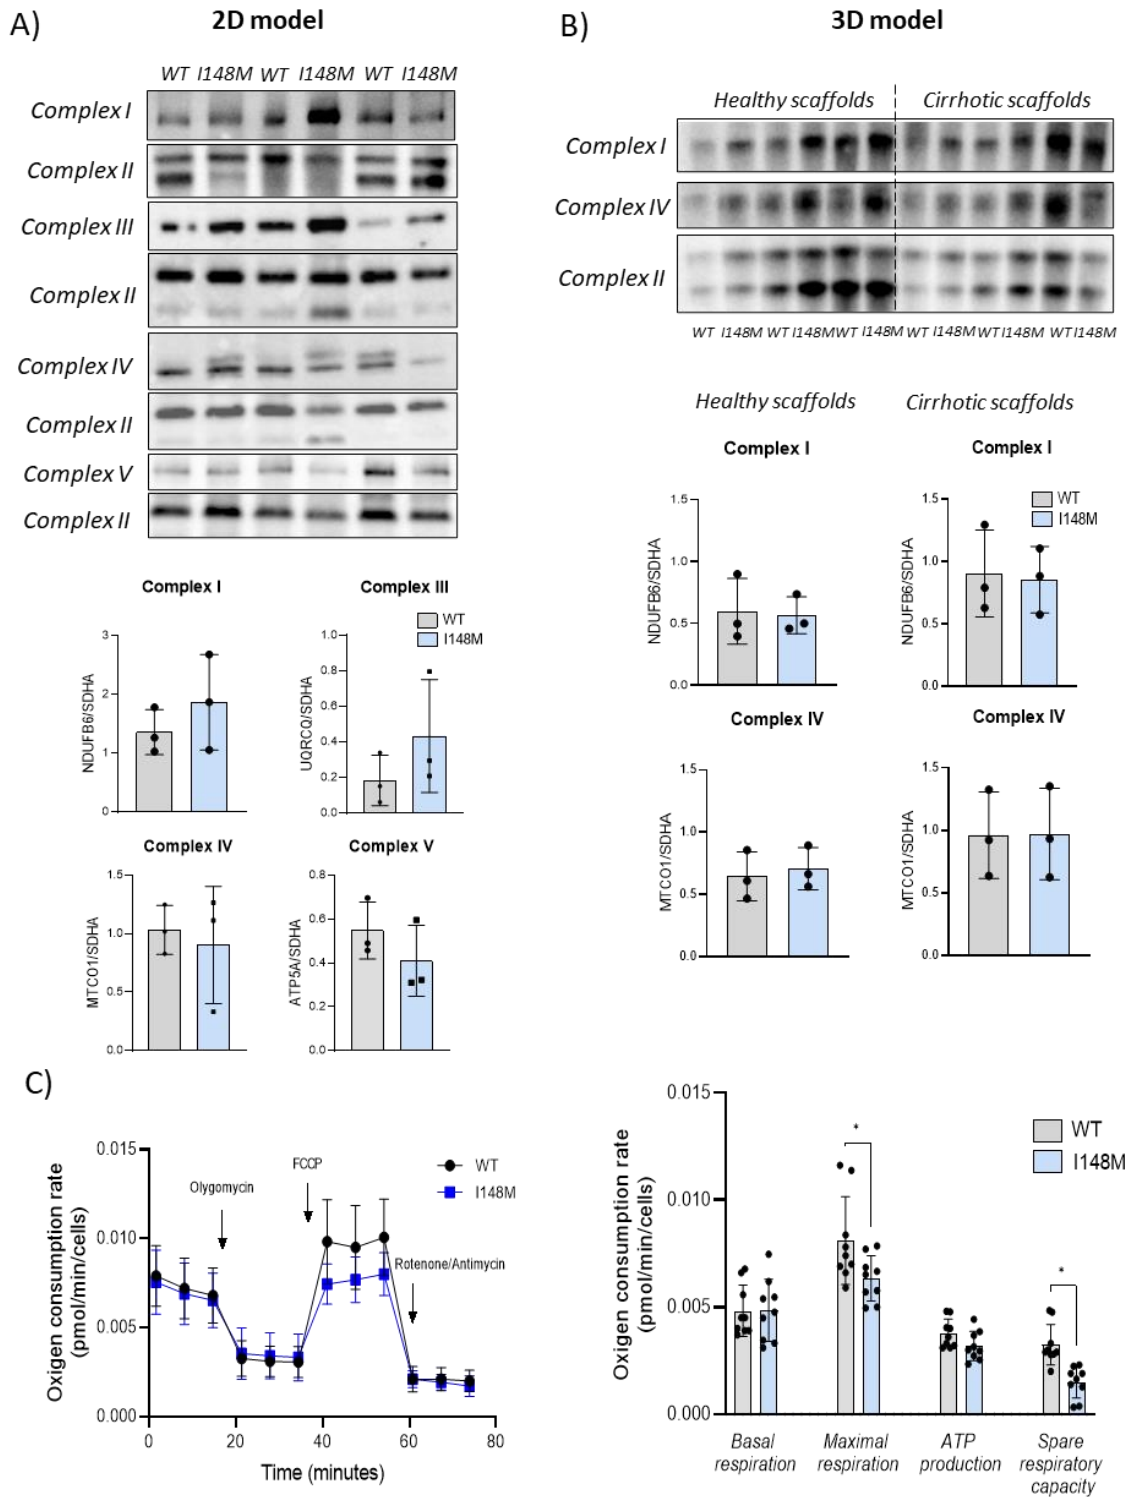 A)
2D model
WT I148M WT I148M WT I148M
Complex I
Complex II
Complex III
Complex II
Complex IV
Complex II
Complex V
Complex II
Complex I
NDUFB6/SDHA
3
2
1
0
Complex III
WT
I148M
UQRCQ/SDHA
1.0
0.8
0.6
0.4
0.2
0.0
Complex IV
MTCO1/SDHA
1.5
1.0
0.5
0.0
Complex V
ATP5A/SDHA
0.8
0.6
0.4
0.2
0.0
B)
3D model
Healthy scaffolds
Cirrhotic scaffolds
Complex I
Complex IV
Complex II
WT I148M WT I148M WT I148M WT I148M WT I148M WT I148M
Healthy scaffolds
Cirrhotic scaffolds
Complex I
NDUFB6/SDHA
1.5
1.0
0.5
0.0
Complex I
WT
I148M
NDUFB6/SDHA
1.5
1.0
0.5
0.0
Complex IV
MTCO1/SDHA
1.5
1.0
0.5
0.0
Complex IV
MTCO1/SDHA
1.5
1.0
0.5
0.0
C)
Oxigen consumption rate
(pmol/min/cells)
0.015
0.010
0.005
0.000
Olygomycin
FCCP
Rotenone/Antimycin
WT
I148M
0 20 40 60 80
Time (minutes)
Oxigen consumption rate
(pmol/min/cells)
0.015
0.010
0.005
0.000
*
*
WT
I148M
Basal
respiration
Maximal
respiration
ATP
production
Spare
respiratory
capacity